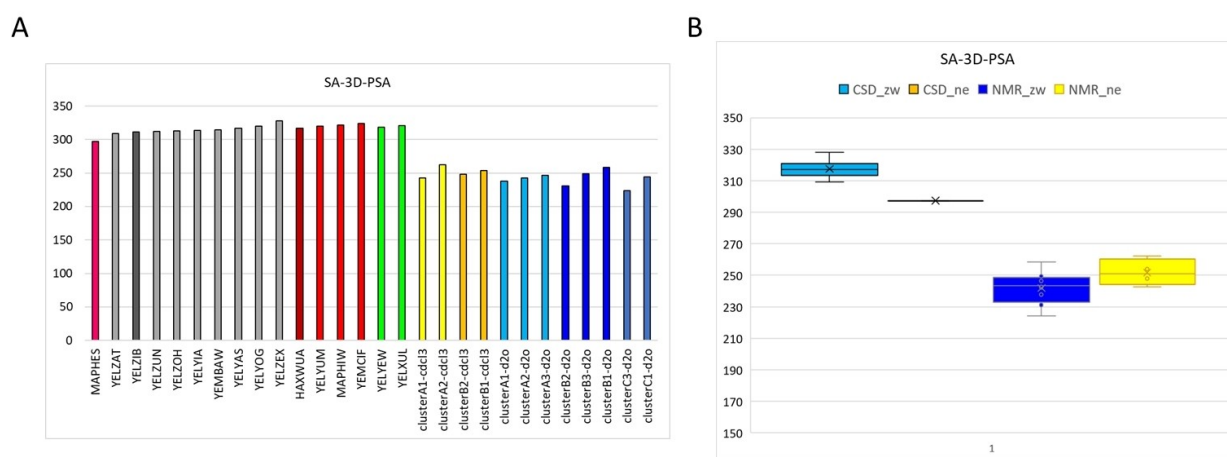 A
SA-3D-PSA
350
300
250
200
150
100
50
0
MAPHES
YELZAT
YELZIB
YELZUN
YELZOH
YELYIA
YEMBAW
YELYAS
YELYOG
YELZEX
HAXWUA
YELYUM
MAPHIW
YEMCIF
YELYEW
YELXUL
clusterA1-cdcl3
clusterA2-cdcl3
clusterB2-cdcl3
clusterB1-cdcl3
clusterA1-d2o
clusterA2-d2o
clusterA3-d2o
clusterB2-d2o
clusterB3-d2o
clusterB1-d2o
clusterC3-d2o
clusterC1-d2o
B
SA-3D-PSA
CSD_zw CSD_ne NMR_zw NMR_ne
350
330
310
290
270
250
230
210
190
170
150
1